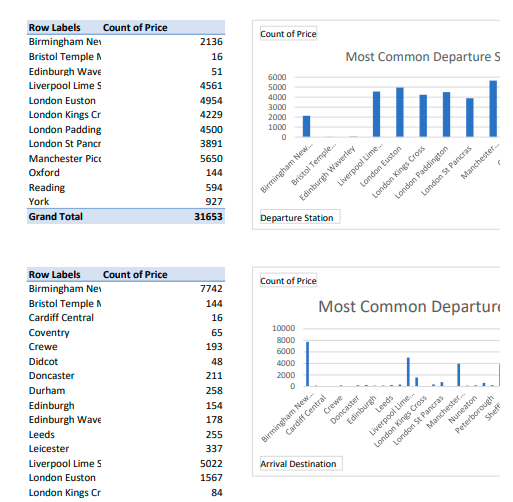 Row Labels Count of Price
Birmingham Nev 2136
Bristol Temple M 16
Edinburgh Wave 51
Liverpool Lime S 4561
London Euston 4954
London Kings Cr 4229
London Padding 4500
London St Pancr 3891
Manchester Picc 5650
Oxford 144
Reading 594
York 927
Grand Total 31653
Count of Price
Most Common Departure S
6000
5000
4000
3000
2000
1000
0
Birmingham New...
Bristol Temple...
Edinburgh Waverley
Liverpool Lime...
London Euston
London Kings Cross
London Paddington
London St Pancras
Manchester...
Departure Station
Row Labels Count of Price
Birmingham Nev 7742
Bristol Temple M 144
Cardiff Central 16
Coventry 65
Crewe 193
Didcot 48
Doncaster 211
Durham 258
Edinburgh 154
Edinburgh Wave 178
Leeds 255
Leicester 337
Liverpool Lime S 5022
London Euston 1567
London Kings Cr 84
Count of Price
Most Common Departure
10000
8000
6000
4000
2000
0
Birmingham New...
Cardiff Central
Crewe
Doncaster
Edinburgh
Leeds
Liverpool Lime...
London Kings Cross
London St Pancras
Manchester...
Nuneaton
Peterborough
Sheff
Arrival Destination